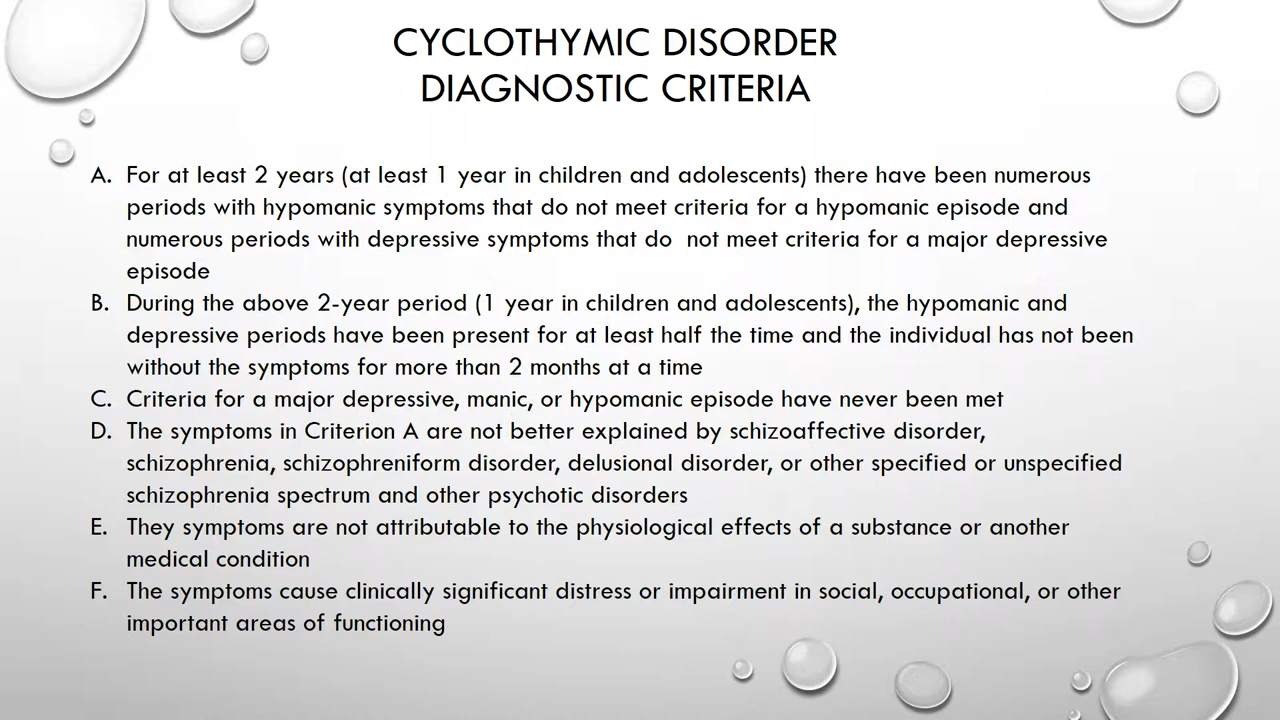 CYCLOTHYMIC DISORDER
DIAGNOSTIC CRITERIA
A. For at least 2 years (at least 1 year in children and adolescents) there have been numerous
periods with hypomanic symptoms that do not meet criteria for a hypomanic episode and
numerous periods with depressive symptoms that do  not meet criteria for a major depressive
episode
B. During the above 2-year period (1 year in children and adolescents), the hypomanic and
depressive periods have been present for at least half the time and the individual has not been
without the symptoms for more than 2 months at a time
C. Criteria for a major depressive, manic, or hypomanic episode have never been met
D. The symptoms in Criterion A are not better explained by schizoaffective disorder,
schizophrenia, schizophreniform disorder, delusional disorder, or other specified or unspecified
schizophrenia spectrum and other psychotic disorders
E. They symptoms are not attributable to the physiological effects of a substance or another
medical condition
F. The symptoms cause clinically significant distress or impairment in social, occupational, or other
important areas of functioning